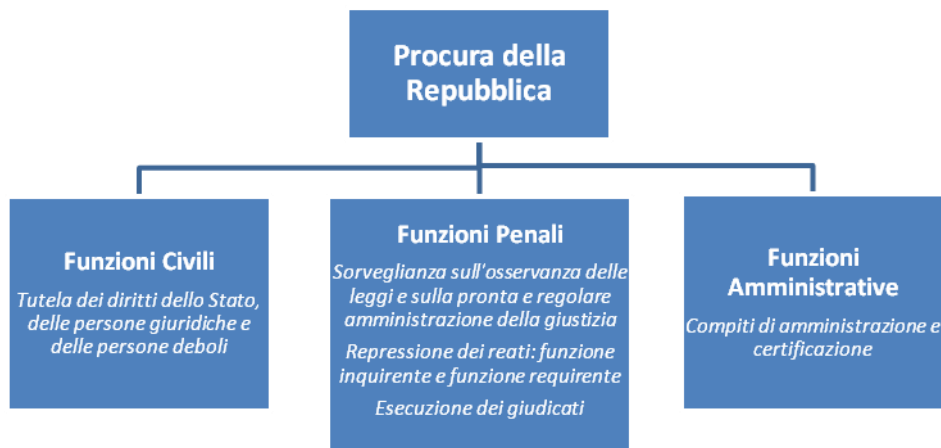 Procura della
Repubblica
Funzioni Civili
Tutela dei diritti dello Stato,
delle persone giuridiche e
delle persone deboli
Funzioni Penali
Sorveglianza sull'osservanza delle
leggi e sulla pronta e regolare
amministrazione della giustizia
Repressione dei reati: funzione
inquirente e funzione requirente
Esecuzione dei giudicati
Funzioni
Amministrative
Compiti di amministrazione e
certificazione